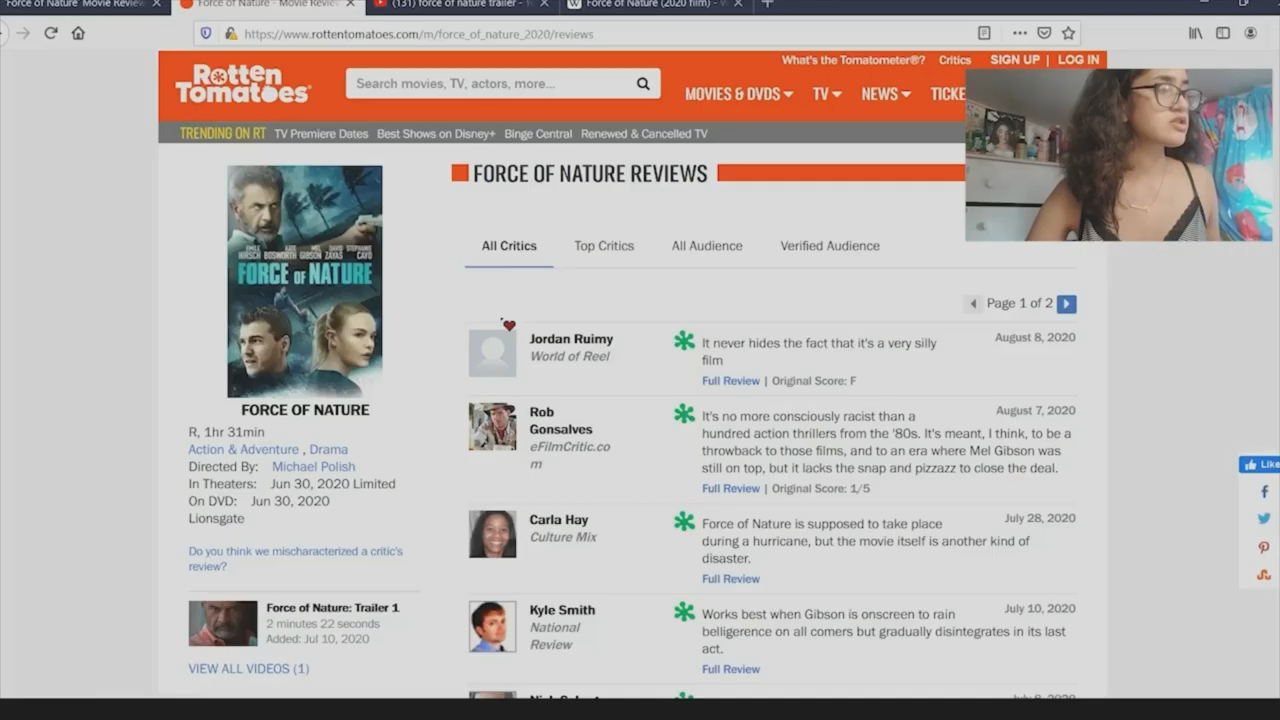 Force of Nature' Movie Review
Force of Nature - Movie Review
(131) force of nature trailer -
Force of Nature (2020 film) -
https://www.rottentomatoes.com/m/force_of_nature_2020/reviews
What's the Tomatometer®? Critics SIGN UP | LOG IN
Rotten
Tomatoes
Search movies, TV, actors, more...
MOVIES & DVDS TV NEWS TICKE
TRENDING ON RT TV Premiere Dates Best Shows on Disney+ Binge Central Renewed & Cancelled TV
EMILE KATE MEL DAVID STEPHANIE
HIRSCH BOSWORTH GIBSON ZAYAS CAYO
FORCE OF NATURE
FORCE OF NATURE
R, 1hr 31min
Action & Adventure , Drama
Directed By: Michael Polish
In Theaters: Jun 30, 2020 Limited
On DVD: Jun 30, 2020
Lionsgate
Do you think we mischaracterized a critic's
review?
Force of Nature: Trailer 1
2 minutes 22 seconds
Added: Jul 10, 2020
VIEW ALL VIDEOS (1)
FORCE OF NATURE REVIEWS
All Critics Top Critics All Audience Verified Audience
Page 1 of 2
Jordan Ruimy
World of Reel
It never hides the fact that it's a very silly
film
August 8, 2020
Full Review | Original Score: F
Rob
Gonsalves
eFilmCritic.co
m
August 7, 2020
It's no more consciously racist than a
hundred action thrillers from the '80s. It's meant, I think, to be a
throwback to those films, and to an era where Mel Gibson was
still on top, but it lacks the snap and pizzazz to close the deal.
Full Review | Original Score: 1/5
Carla Hay
Culture Mix
July 28, 2020
Force of Nature is supposed to take place
during a hurricane, but the movie itself is another kind of
disaster.
Full Review
Kyle Smith
National
Review
July 10, 2020
Works best when Gibson is onscreen to rain
belligerence on all comers but gradually disintegrates in its last
act.
Full Review
Like